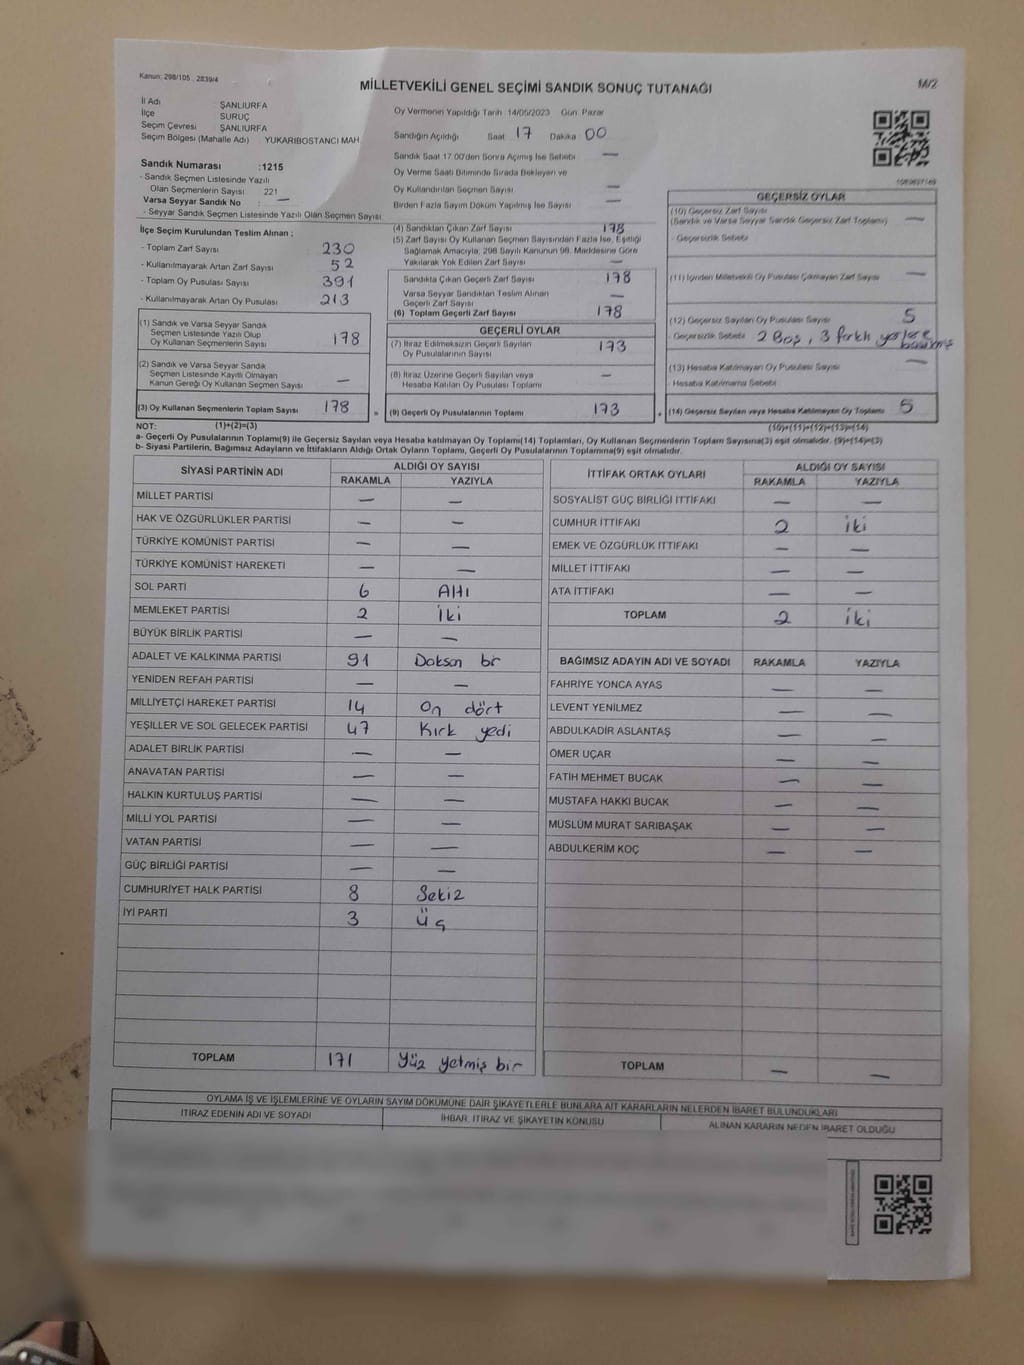 Kanun: 298/105 , 2839/4
MİLLETVEKİLİ GENEL SEÇİMİ SANDIK SONUÇ TUTANAĞI
M/2
İl Adı ŞANLIURFA
İlçe SURUÇ
Seçim Çevresi ŞANLIURFA
Seçim Bölgesi (Mahalle Adı) YUKARIBOSTANCI MAH.
Sandık Numarası :1215
- Sandık Seçmen Listesinde Yazılı
Olan Seçmenlerin Sayısı 221
Varsa Seyyar Sandık No : —
- Seyyar Sandık Seçmen Listesinde Yazılı Olan Seçmen Sayısı
Oy Vermenin Yapıldığı Tarih 14/05/2023 Gün Pazar
Sandığın Açıldığı Saat 17 Dakika 00
Sandık Saat 17.00'den Sonra Açılmış İse Sebebi —
Oy Verme Saati Bitiminde Sırada Bekleyen ve
Oy Kullandırılan Seçmen Sayısı —
Birden Fazla Sayım Döküm Yapılmış İse Sayısı —
İlçe Seçim Kurulundan Teslim Alınan ;
- Toplam Zarf Sayısı 230
- Kullanılmayarak Artan Zarf Sayısı 52
- Toplam Oy Pusulası Sayısı 391
- Kullanılmayarak Artan Oy Pusulası 213
(1) Sandık ve Varsa Seyyar Sandık
Seçmen Listesinde Yazılı Olup
Oy Kullanan Seçmenlerin Sayısı 178
(2) Sandık ve Varsa Seyyar Sandık
Seçmen Listesinde Kayıtlı Olmayan
Kanun Gereği Oy Kullanan Seçmen Sayısı —
(3) Oy Kullanan Seçmenlerin Toplam Sayısı 178
(4) Sandıktan Çıkan Zarf Sayısı 178
(5) Zarf Sayısı Oy Kullanan Seçmen Sayısından Fazla İse, Eşitliği
Sağlamak Amacıyla, 298 Sayılı Kanunun 98. Maddesine Göre
Yakılarak Yok Edilen Zarf Sayısı —
Sandıkta Çıkan Geçerli Zarf Sayısı 178
Varsa Seyyar Sandıktan Teslim Alınan
Geçerli Zarf Sayısı —
(6) Toplam Geçerli Zarf Sayısı 178
GEÇERLİ OYLAR
(7) İtiraz Edilmeksizin Geçerli Sayılan
Oy Pusulalarının Sayısı 173
(8) İtiraz Üzerine Geçerli Sayılan veya
Hesaba Katılan Oy Pusulası Toplamı —
= (9) Geçerli Oy Pusulalarının Toplamı 173
GEÇERSİZ OYLAR
(10) Geçersiz Zarf Sayısı
(Sandık ve Varsa Seyyar Sandık Geçersiz Zarf Toplamı) —
- Geçersizlik Sebebi
(11) İçinden Milletvekili Oy Pusulası Çıkmayan Zarf Sayısı —
(12) Geçersiz Sayılan Oy Pusulası Sayısı 5
- Geçersizlik Sebebi 2 Boş, 3 farklı yerlere
(13) Hesaba Katılmayan Oy Pusulası Sayısı —
- Hesaba Katılmama Sebebi
+ (14) Geçersiz Sayılan veya Hesaba Katılmayan Oy Toplamı 5
NOT: (1)+(2)=(3) (10)+(11)+(12)+(13)=(14)
a- Geçerli Oy Pusulalarının Toplamı(9) ile Geçersiz Sayılan veya Hesaba katılmayan Oy Toplamı(14) Toplamları, Oy Kullanan Seçmenlerin Toplam Sayısına(3) eşit olmalıdır. (9)+(14)=(3)
b- Siyasi Partilerin, Bağımsız Adayların ve İttifakların Aldığı Ortak Oyların Toplamı, Geçerli Oy Pusulalarının Toplamına(9) eşit olmalıdır.
SİYASİ PARTİNİN ADI ALDIĞI OY SAYISI
RAKAMLA YAZIYLA
MİLLET PARTİSİ — —
HAK VE ÖZGÜRLÜKLER PARTİSİ — —
TÜRKİYE KOMÜNİST PARTİSİ — —
TÜRKİYE KOMÜNİST HAREKETİ — —
SOL PARTİ 6 Altı
MEMLEKET PARTİSİ 2 İki
BÜYÜK BİRLİK PARTİSİ — —
ADALET VE KALKINMA PARTİSİ 91 Doksan bir
YENİDEN REFAH PARTİSİ — —
MİLLİYETÇİ HAREKET PARTİSİ 14 On dört
YEŞİLLER VE SOL GELECEK PARTİSİ 47 Kırk yedi
ADALET BİRLİK PARTİSİ — —
ANAVATAN PARTİSİ — —
HALKIN KURTULUŞ PARTİSİ — —
MİLLİ YOL PARTİSİ — —
VATAN PARTİSİ — —
GÜÇ BİRLİĞİ PARTİSİ — —
CUMHURİYET HALK PARTİSİ 8 Sekiz
İYİ PARTİ 3 Üç
TOPLAM 171 Yüz yetmiş bir
İTTİFAK ORTAK OYLARI ALDIĞI OY SAYISI
RAKAMLA YAZIYLA
SOSYALİST GÜÇ BİRLİĞİ İTTİFAKI — —
CUMHUR İTTİFAKI 2 iki
EMEK VE ÖZGÜRLÜK İTTİFAKI — —
MİLLET İTTİFAKI — —
ATA İTTİFAKI — —
TOPLAM 2 iki
BAĞIMSIZ ADAYIN ADI VE SOYADI RAKAMLA YAZIYLA
FAHRİYE YONCA AYAS — —
LEVENT YENİLMEZ — —
ABDULKADİR ASLANTAŞ — —
ÖMER UÇAR — —
FATİH MEHMET BUCAK — —
MUSTAFA HAKKI BUCAK — —
MÜSLÜM MURAT SARIBAŞAK — —
ABDULKERİM KOÇ — —
TOPLAM — —
OYLAMA İŞ VE İŞLEMLERİNE VE OYLARIN SAYIM DÖKÜMÜNE DAİR ŞİKAYETLERLE BUNLARA AİT KARARLARIN NELERDEN İBARET BULUNDUKLARI
İTİRAZ EDENİN ADI VE SOYADI İHBAR, İTİRAZ VE ŞİKAYETİN KONUSU ALINAN KARARIN NEDEN İBARET OLDUĞU